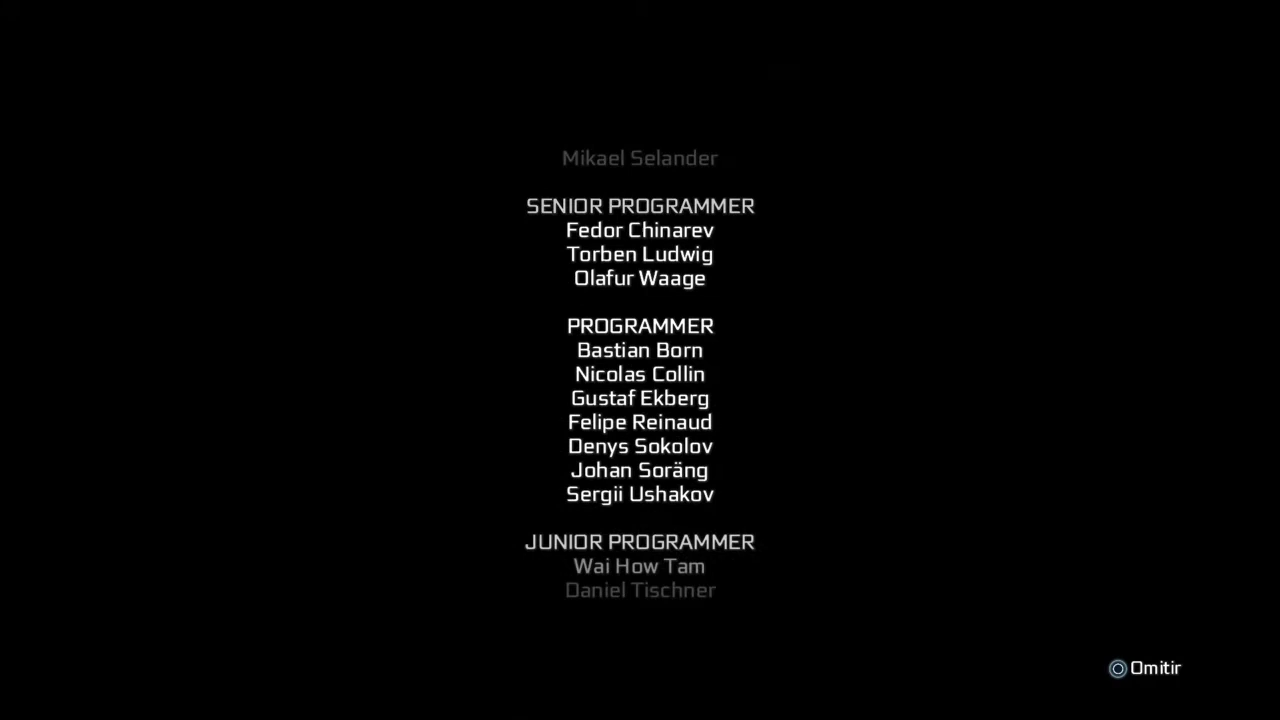 Mikael Selander
SENIOR PROGRAMMER
Fedor Chinarev
Torben Ludwig
Olafur Waage
PROGRAMMER
Bastian Born
Nicolas Collin
Gustaf Ekberg
Felipe Reinaud
Denys Sokolov
Johan Soräng
Sergii Ushakov
JUNIOR PROGRAMMER
Wai How Tam
Daniel Tischner
Omitir